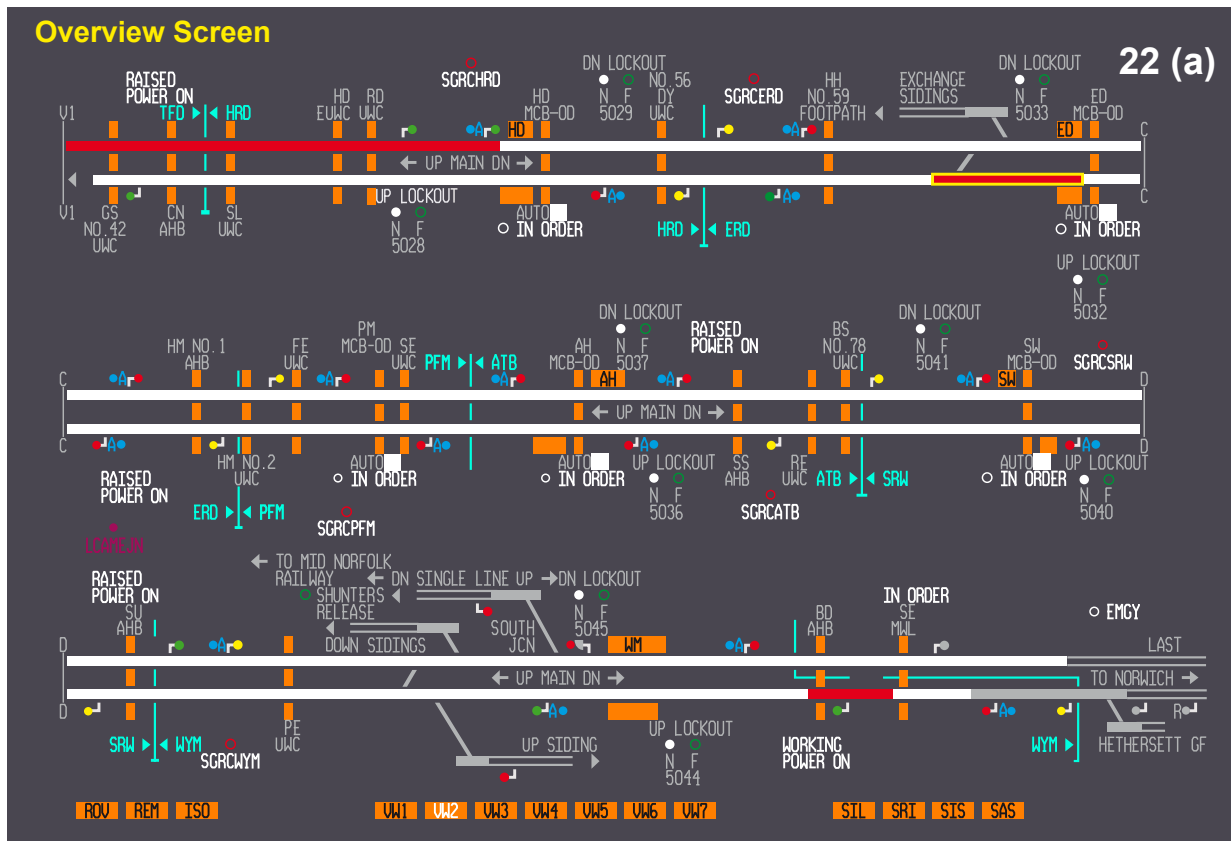 Overview Screen
22 (a)
DN LOCKOUT
DN LOCKOUT
RAISED
POWER ON
SGRCHRD
NO.56
SGRCERD
HH
EXCHANGE
SIDINGS
V1
TFD HRD
HD
EUWC
RD
UWC
HD
MCB-OD
N F
5029
DY
UWC
NO.59
FOOTPATH
N F
5033
ED
MCB-OD
C
A
HD
A
ED
UP MAIN DN
V1
GS
NO.42
UWC
CN
AHB
SL
UWC
UP LOCKOUT
N F
5028
AUTO
IN ORDER
A
HRD ERD
A
AUTO
IN ORDER
C
UP LOCKOUT
N F
5032
DN LOCKOUT
DN LOCKOUT
HM NO.1
AHB
FE
UWC
PM
MCB-OD
SE
UWC
PFM ATB
AH
MCB-OD
N F
5037
RAISED
POWER ON
BS
NO.78
UWC
N F
5041
SW
MCB-OD
SGRCSRW
C
A
A
A
AH
A
A
SW
D
UP MAIN DN
C
A
A
A
A
D
RAISED
POWER ON
HM NO.2
UWC
AUTO
IN ORDER
AUTO
IN ORDER
UP LOCKOUT
N F
5036
SS
AHB
RE
UWC
ATB SRW
AUTO
IN ORDER
UP LOCKOUT
N F
5040
ERD PFM
SGRCPFM
SGRCATB
LCAMEJN
TO MID NORFOLK
RAILWAY
DN SINGLE LINE UP
DN LOCKOUT
RAISED
POWER ON
SHUNTERS
RELEASE
IN ORDER
SU
AHB
SOUTH
JCN
N F
5045
BD
AHB
SE
MWL
EMGY
D
A
DOWN SIDINGS
WM
A
LAST
UP MAIN DN
TO NORWICH
D
A
A
R
SRW WYM
PE
UWC
SGRCWYM
UP SIDING
UP LOCKOUT
N F
5044
WORKING
POWER ON
WYM
HETHERSETT GF
ROV REM ISO VW1 VW2 VW3 VW4 VW5 VW6 VW7 SIL SRI SIS SAS